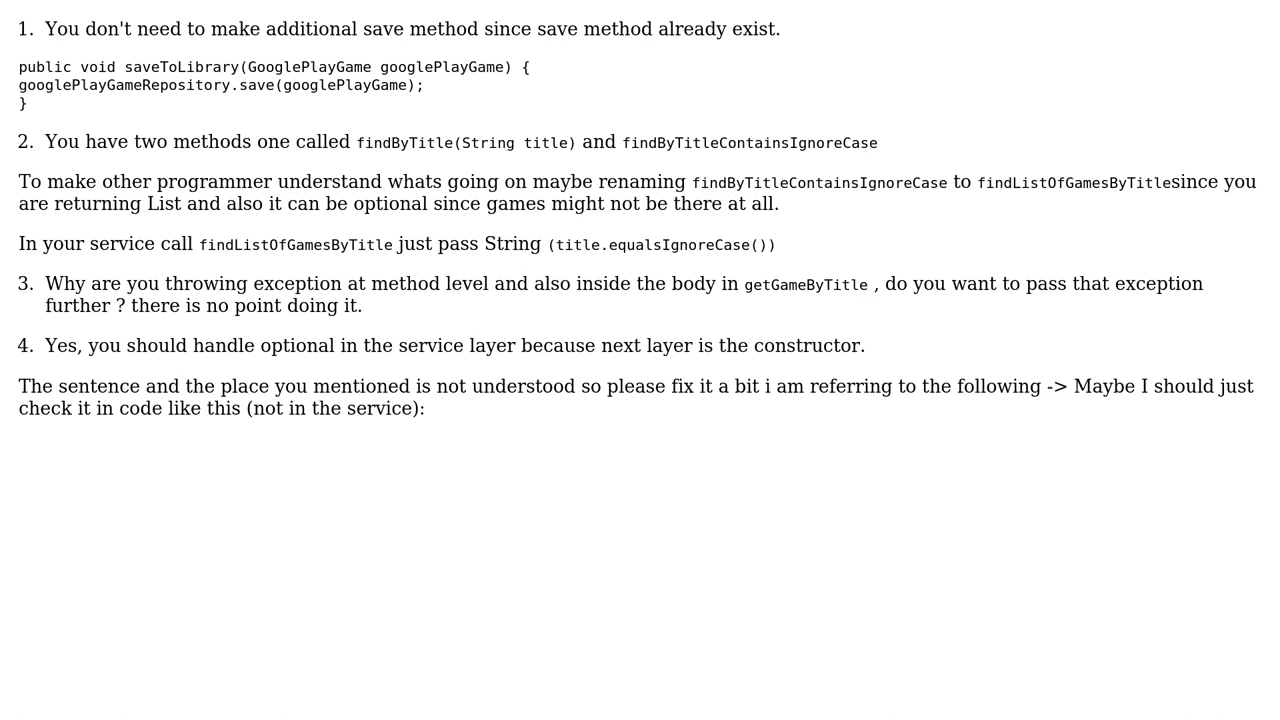 1. You don't need to make additional save method since save method already exist.
public void saveToLibrary(GooglePlayGame googlePlayGame) {
googlePlayGameRepository.save(googlePlayGame);
}
2. You have two methods one called findByTitle(String title) and findByTitleContainsIgnoreCase
To make other programmer understand whats going on maybe renaming findByTitleContainsIgnoreCase to findListOfGamesByTitlesince you
are returning List and also it can be optional since games might not be there at all.
In your service call findListOfGamesByTitle just pass String (title.equalsIgnoreCase())
3. Why are you throwing exception at method level and also inside the body in getGameByTitle , do you want to pass that exception
further ? there is no point doing it.
4. Yes, you should handle optional in the service layer because next layer is the constructor.
The sentence and the place you mentioned is not understood so please fix it a bit i am referring to the following -> Maybe I should just
check it in code like this (not in the service):